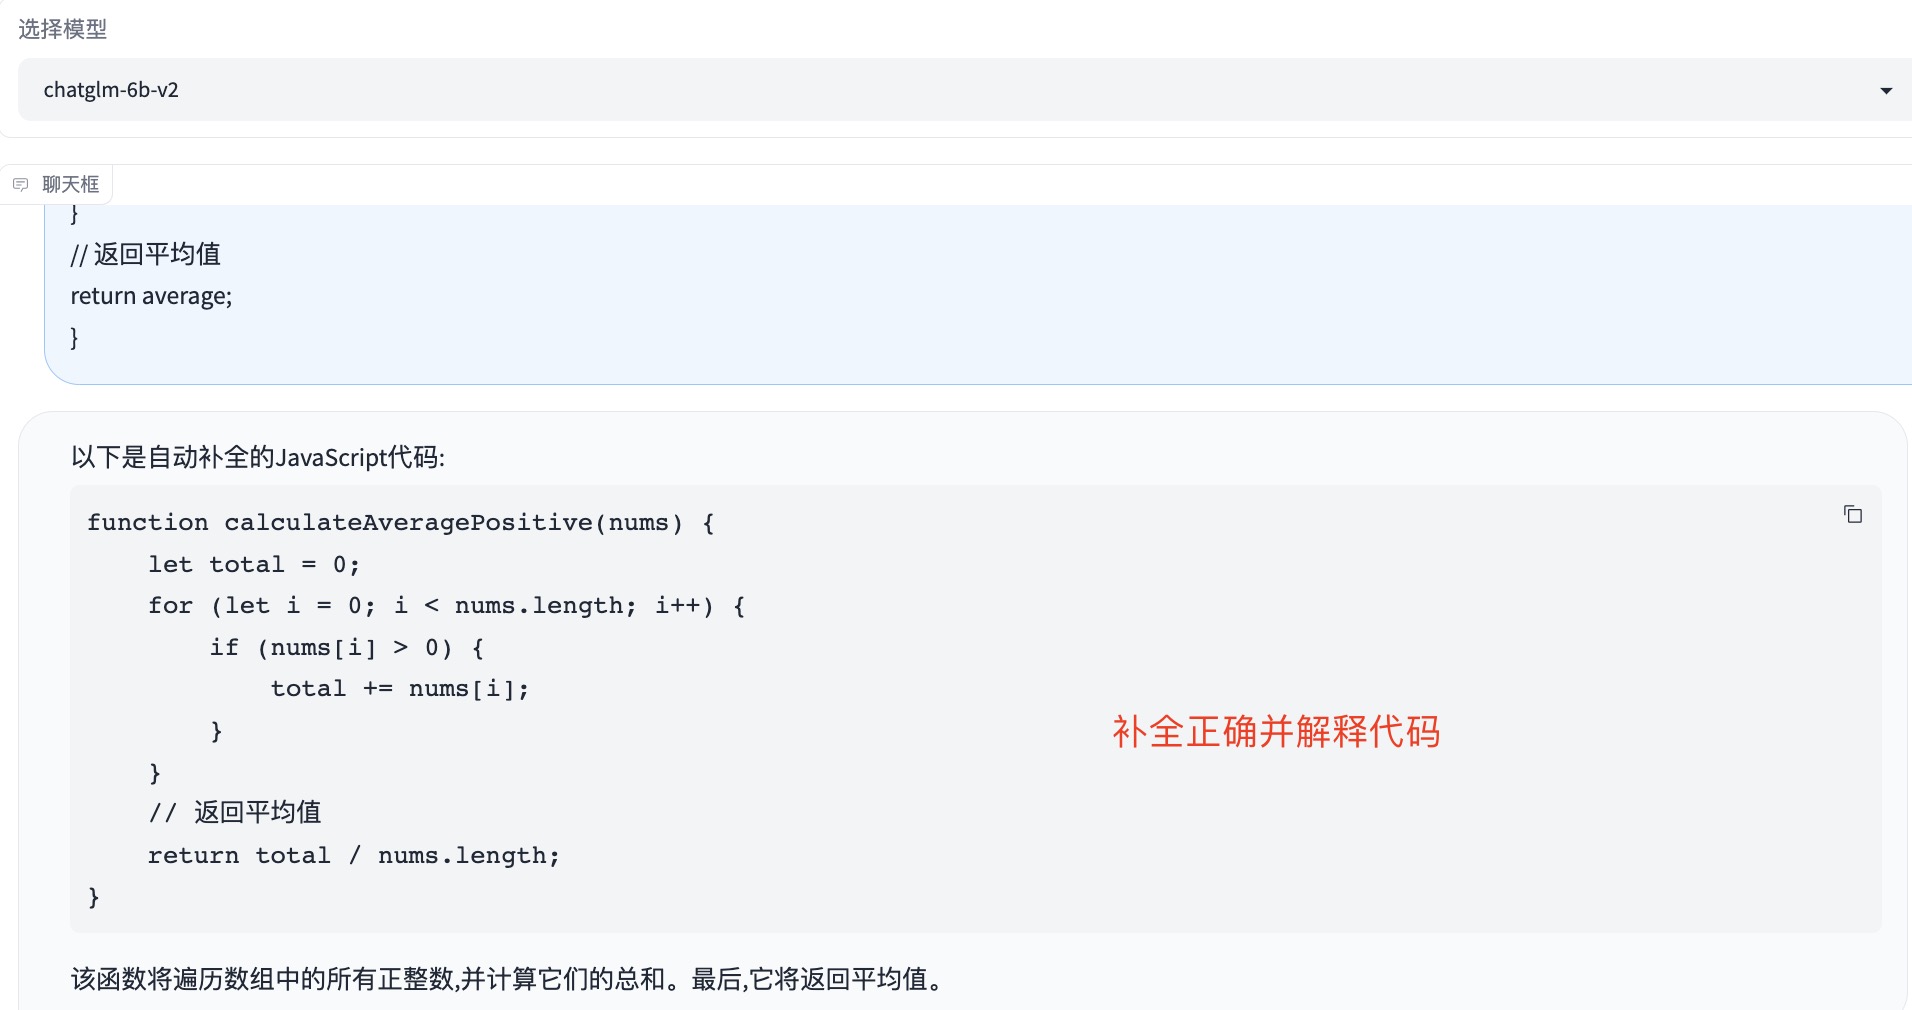 选择模型
chatglm-6b-v2
聊天框
}
// 返回平均值
return average;
}
以下是自动补全的JavaScript代码:
function calculateAveragePositive(nums) {
    let total = 0;
    for (let i = 0; i < nums.length; i++) {
        if (nums[i] > 0) {
            total += nums[i];
        }
    }
    // 返回平均值
    return total / nums.length;
}
补全正确并解释代码
该函数将遍历数组中的所有正整数,并计算它们的总和。最后,它将返回平均值。